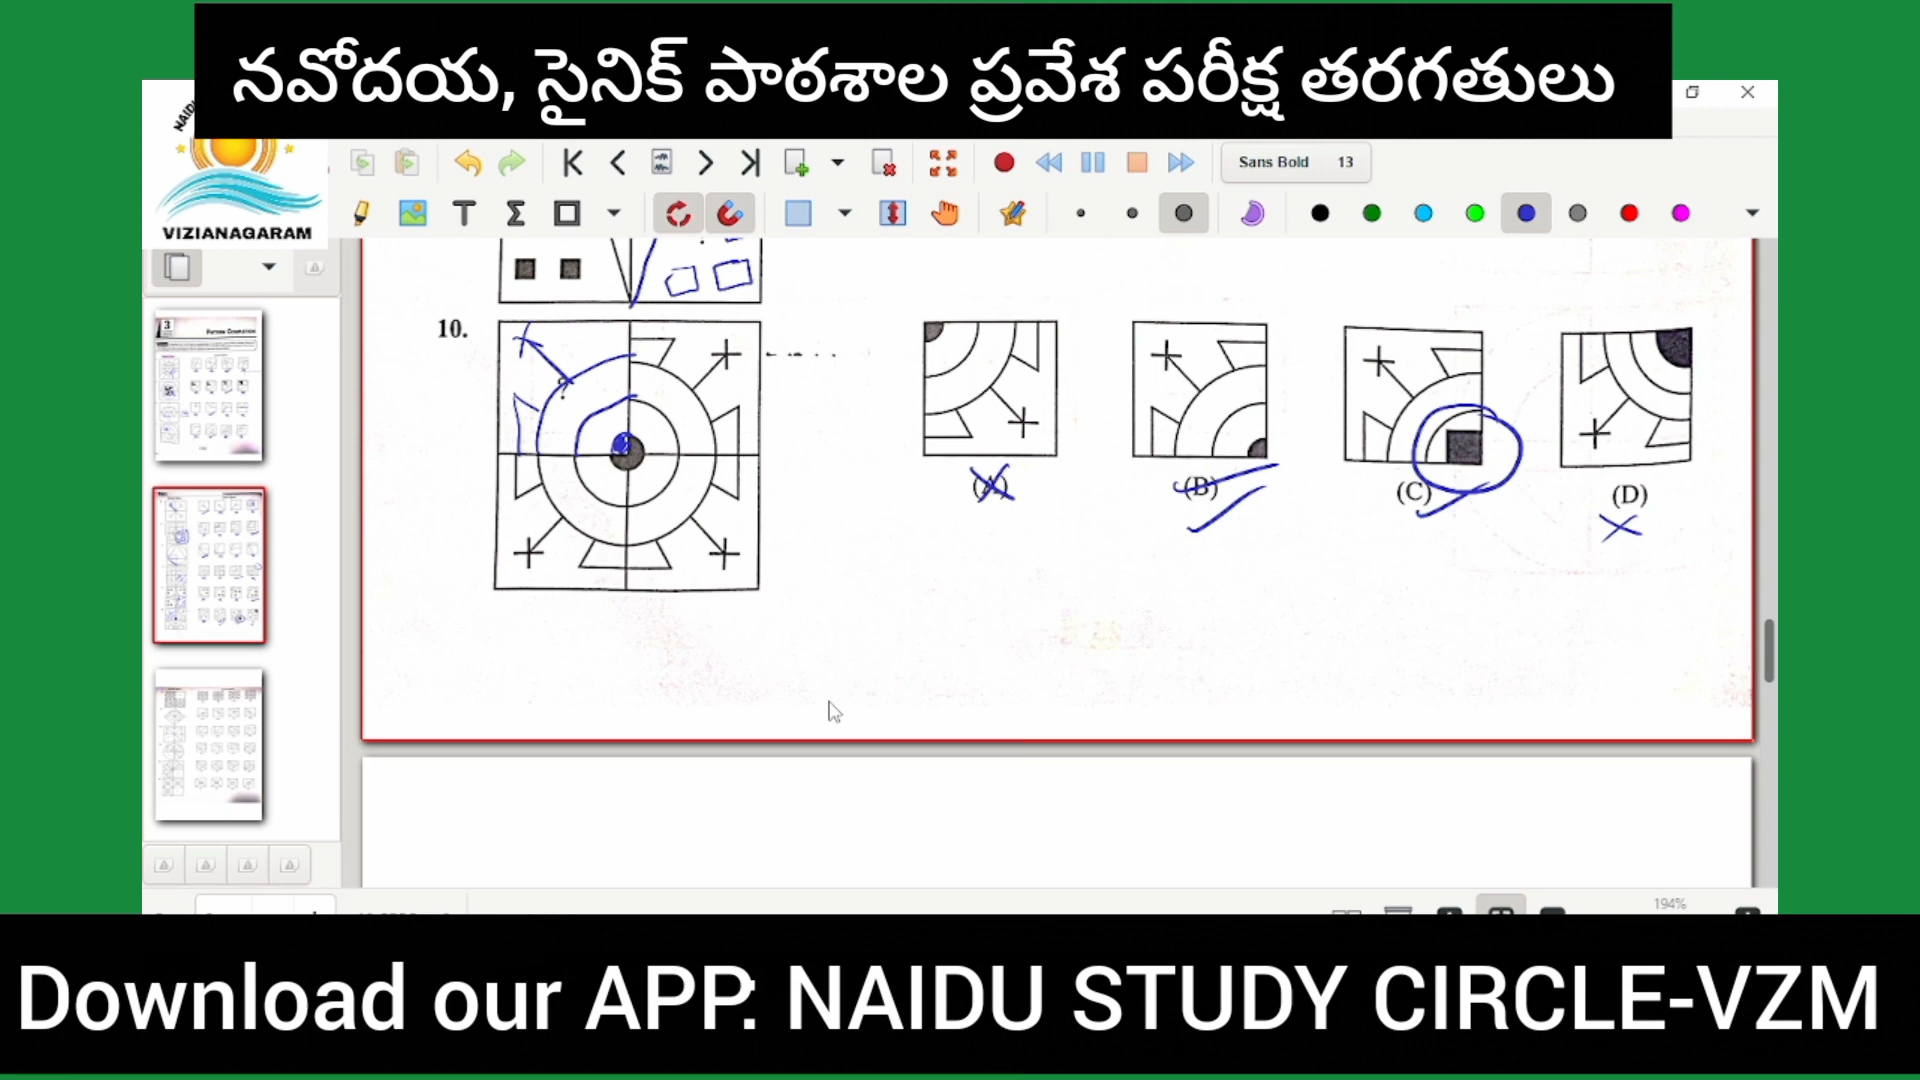 నవోదయ, సైనిక్ పాఠశాల ప్రవేశ పరీక్ష తరగతులు
VIZIANAGARAM
Sans Bold 13
10.
?
(A) (B) (C) (D)
194%
Download our APP: NAIDU STUDY CIRCLE-VZM